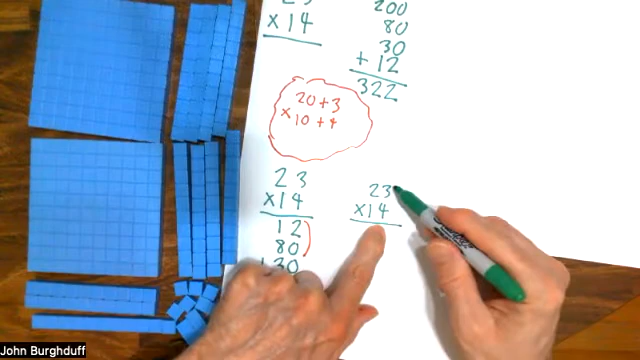 x 14
200
80
30
+ 12
322
20 + 3
x 10 + 4
23
x 14
12
80
+ 30
23
x 14
John Burghduff